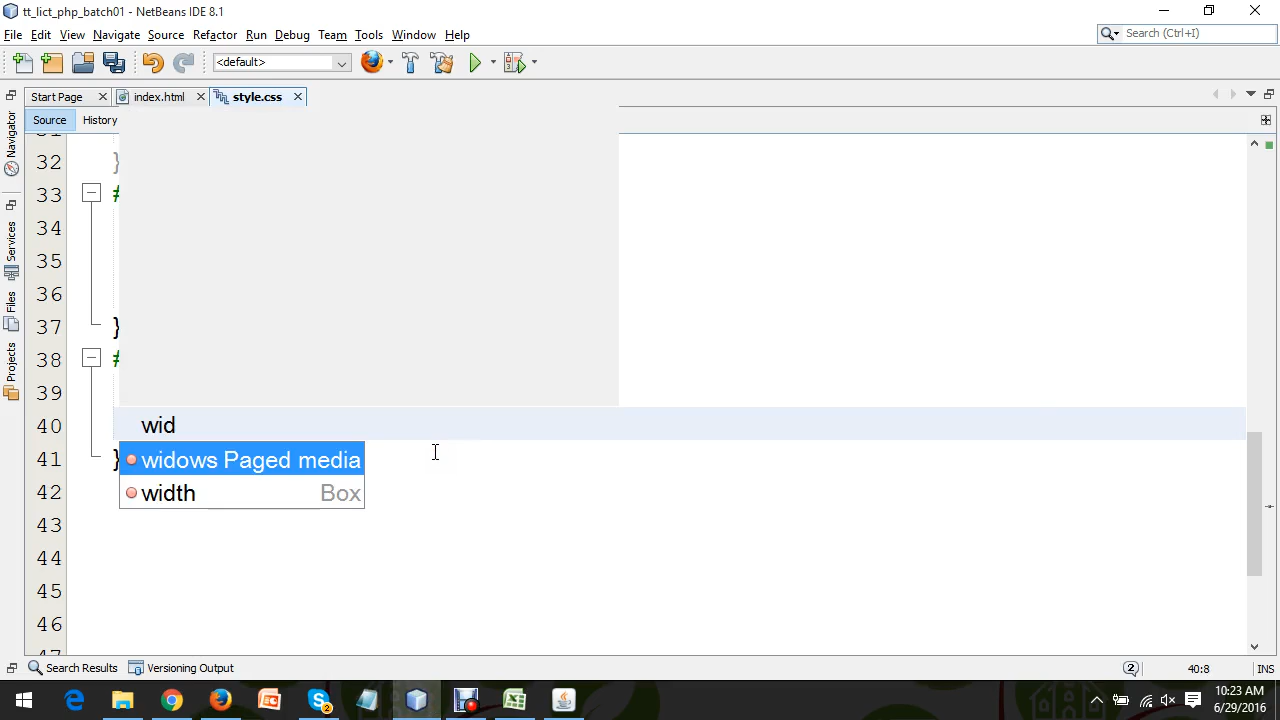 tt_lict_php_batch01 - NetBeans IDE 8.1
File Edit View Navigate Source Refactor Run Debug Team Tools Window Help
Search (Ctrl+I)
<default>
Start Page index.html style.css
Source History
Navigator
Services
Files
Projects
32 }
33 #
34
35
36
37 }
38 #
39
40 wid
41 }
widows Paged media
width Box
42
43
44
45
46
Search Results Versioning Output
2 40:8 INS
10:23 AM
6/29/2016